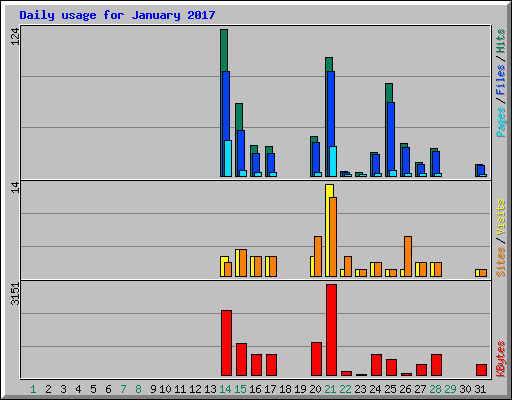 Daily usage for January 2017
124
Pages / Files / Hits
14
Sites / Visits
3151
KBytes
1 2 3 4 5 6 7 8 9 10 11 12 13 14 15 16 17 18 19 20 21 22 23 24 25 26 27 28 29 30 31